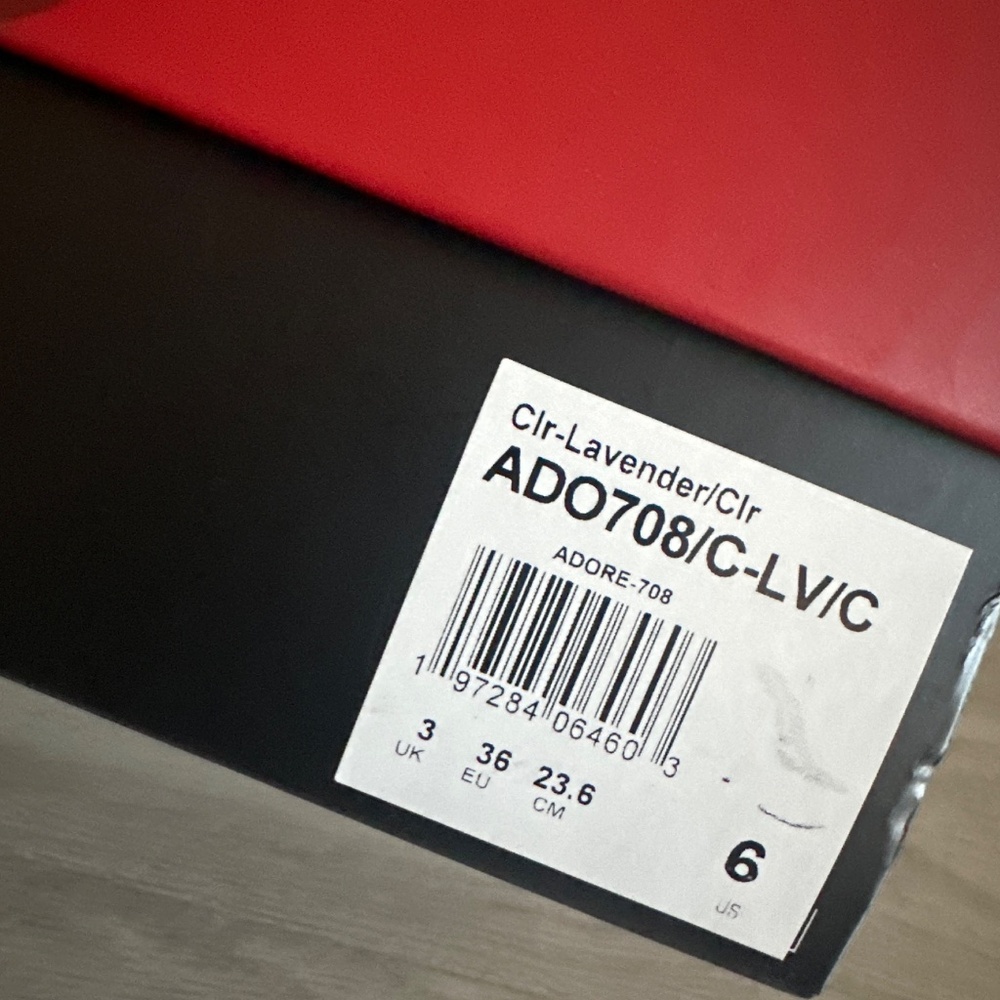 Clr-Lavender/Clr
ADO708/C-LV/C
ADORE-708
1 97284 06460 3
3 36 23.6
UK EU CM
6
US